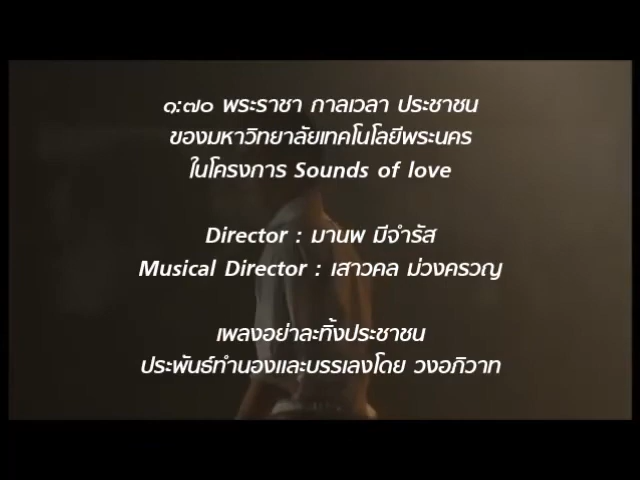 ๑:๗๐ พระราชา กาลเวลา ประชาชน
ของมหาวิทยาลัยเทคโนโลยีพระนคร
ในโครงการ Sounds of love
Director : มานพ มีจำรัส
Musical Director : เสาวคล ม่วงครวญ
เพลงอย่าละทิ้งประชาชน
ประพันธ์ทำนองและบรรเลงโดย วงอภิวาท